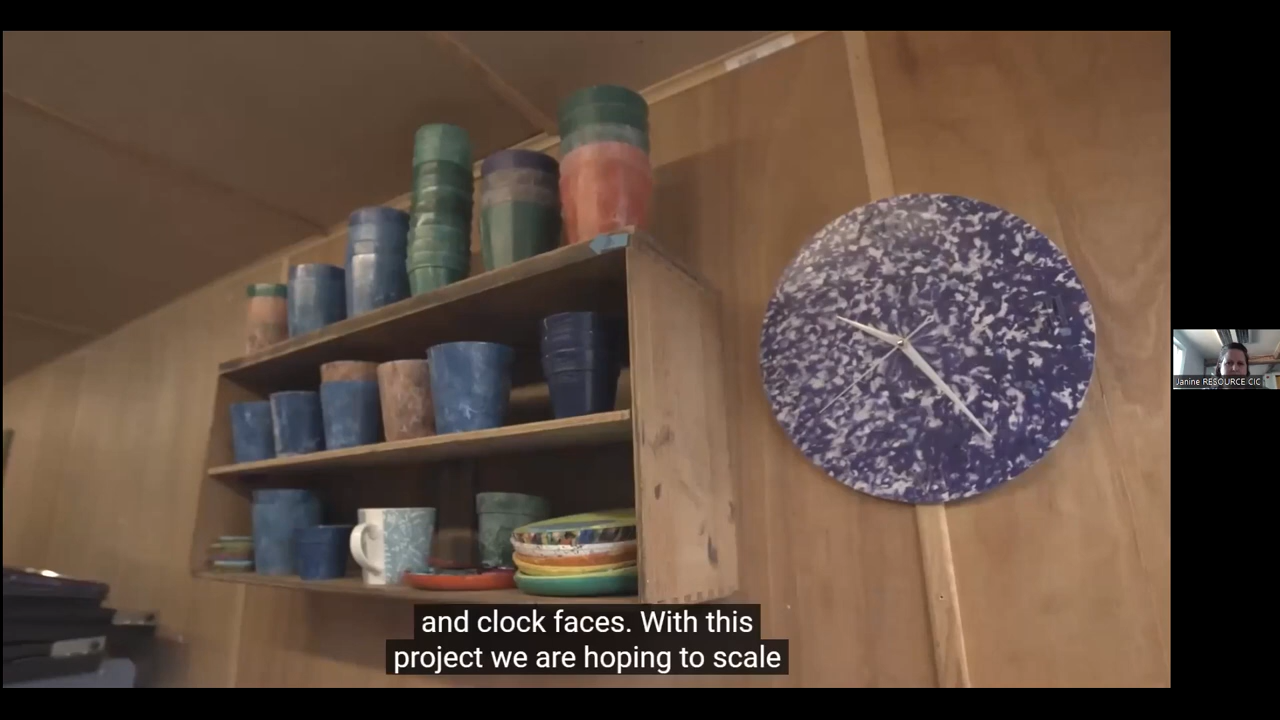 and clock faces. With this
project we are hoping to scale
Janine RESOURCE CIC